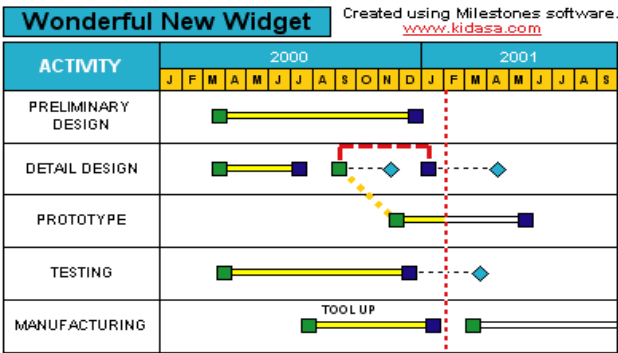 Wonderful New Widget
Created using Milestones software.
www.kidasa.com
ACTIVITY
2000 2001
J F M A M J J A S O N D J F M A M J J A S
PRELIMINARY
DESIGN
DETAIL DESIGN
PROTOTYPE
TESTING
TOOL UP
MANUFACTURING